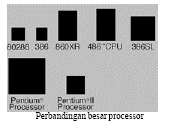 80286 386 860XR 486™CPU 386SL
Pentium® Pentium®II
Processor Processor
Perbandingan besar processor